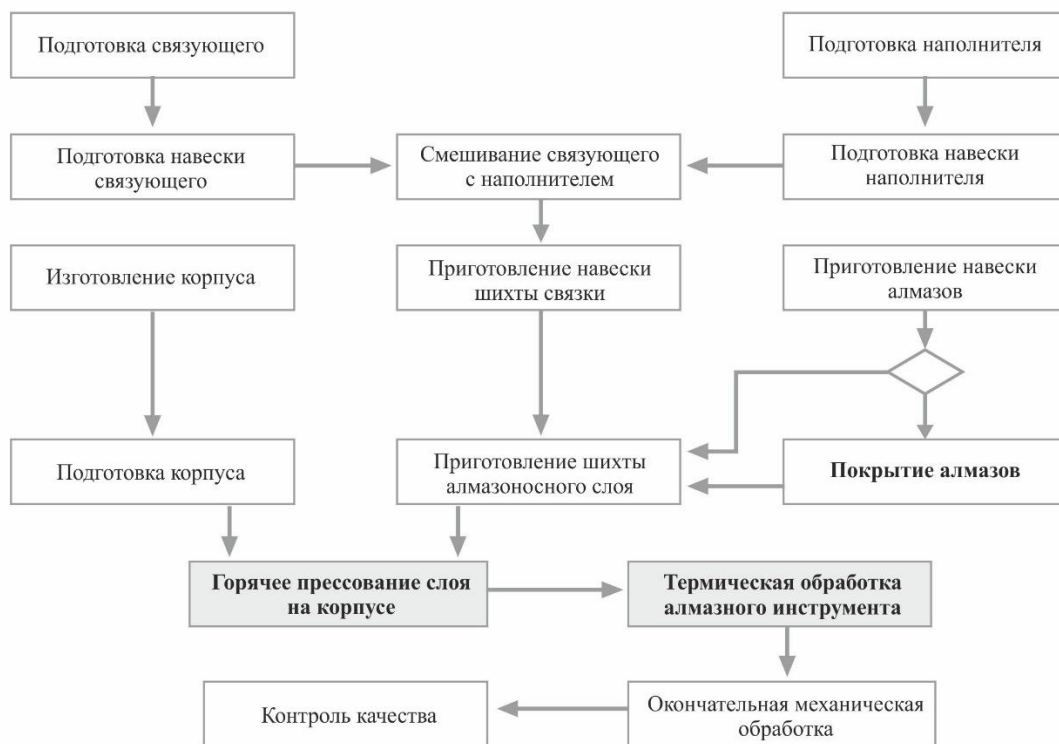 Подготовка связующего
Подготовка наполнителя
Подготовка навески
связующего
Смешивание связующего
с наполнителем
Подготовка навески
наполнителя
Изготовление корпуса
Приготовление навески
шихты связки
Приготовление навески
алмазов
Подготовка корпуса
Приготовление шихты
алмазоносного слоя
Покрытие алмазов
Горячее прессование слоя
на корпусе
Термическая обработка
алмазного инструмента
Контроль качества
Окончательная механическая
обработка